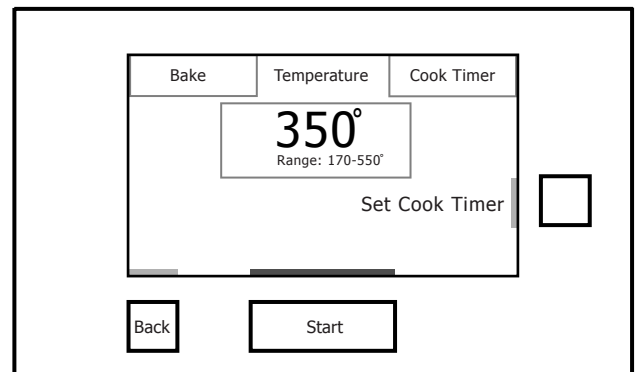 Bake Temperature Cook Timer
350°
Range: 170-550°
Set Cook Timer
Back Start